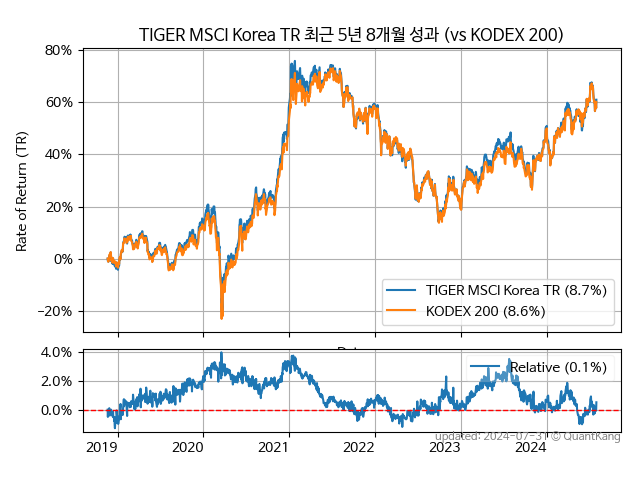 TIGER MSCI Korea TR 최근 5년 8개월 성과 (vs KODEX 200)
80%
60%
40%
20%
0%
−20%
Rate of Return (TR)
TIGER MSCI Korea TR (8.7%)
KODEX 200 (8.6%)
4.0%
2.0%
0.0%
Relative (0.1%)
2019
2020
2021
2022
2023
2024
updated: 2024-07-31 © QuantKang